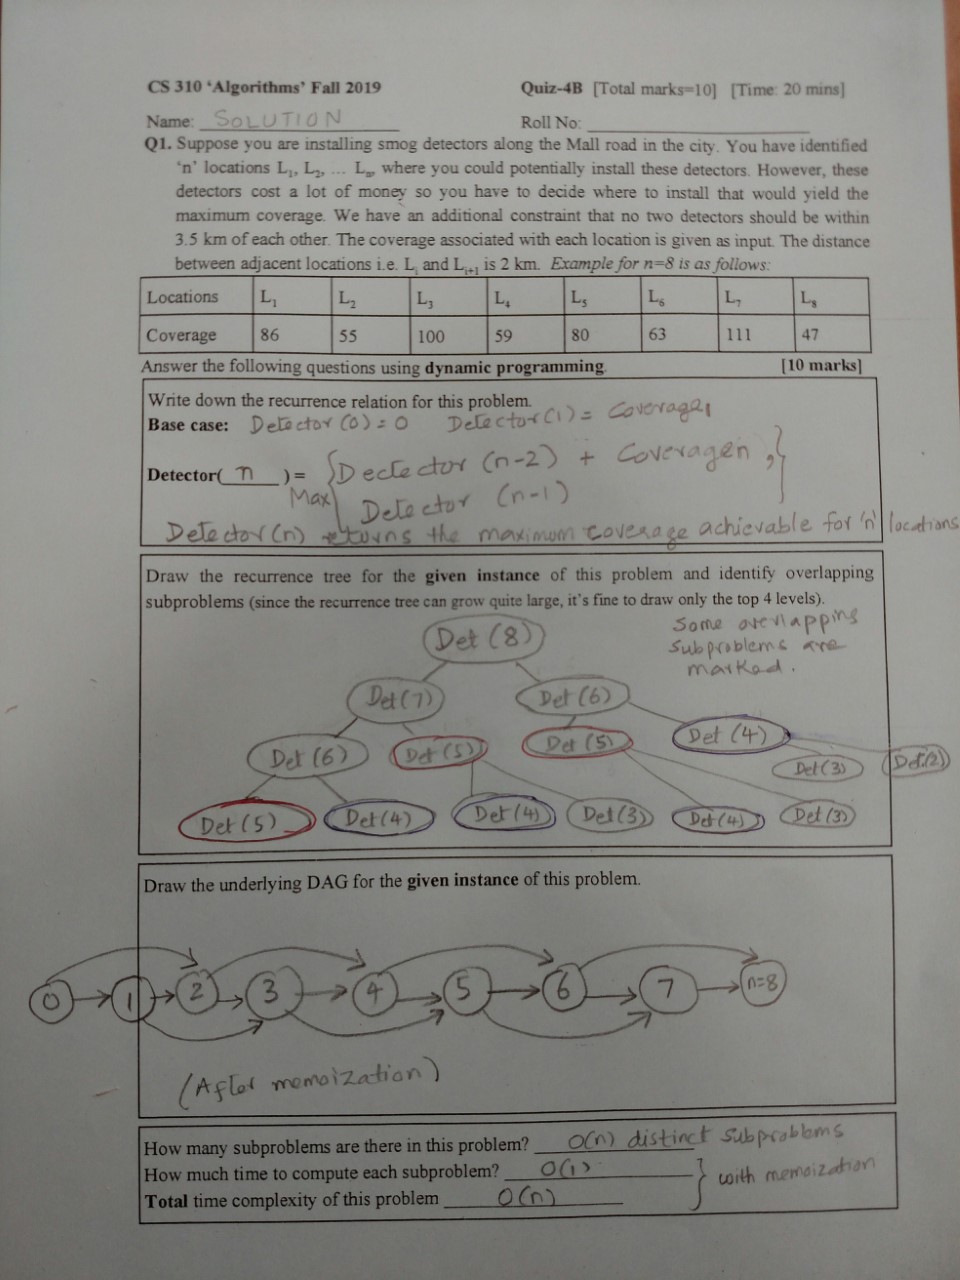 CS 310 ‘Algorithms’ Fall 2019 Quiz-4B [Total marks=10] [Time: 20 mins]
Name: SOLUTION Roll No:
Q1. Suppose you are installing smog detectors along the Mall road in the city. You have identified
‘n’ locations L1, L2, ... Ln, where you could potentially install these detectors. However, these
detectors cost a lot of money so you have to decide where to install that would yield the
maximum coverage. We have an additional constraint that no two detectors should be within
3.5 km of each other. The coverage associated with each location is given as input. The distance
between adjacent locations i.e. Li and Li+1 is 2 km. Example for n=8 is as follows:
Locations L1 L2 L3 L4 L5 L6 L7 L8
Coverage 86 55 100 59 80 63 111 47
Answer the following questions using dynamic programming. [10 marks]
Write down the recurrence relation for this problem.
Base case: Detector (0) = 0 Detector (1) = Coverage1
Detector( n ) = Max { Dectector (n-2) + Coveragen , }
Detector (n-1)
Detector (n) returns the maximum coverage achievable for 'n' locations
Draw the recurrence tree for the given instance of this problem and identify overlapping
subproblems (since the recurrence tree can grow quite large, it’s fine to draw only the top 4 levels).
Some overlapping
subproblems are
marked.
Det (8)
Det (7) Det (6)
Det (6) Det (5) Det (5) Det (4)
Det (3) Det (2)
Det (5) Det (4) Det (4) Det (3) Det (4) Det (3)
Draw the underlying DAG for the given instance of this problem.
0 1 2 3 4 5 6 7 n=8
(After memoization)
How many subproblems are there in this problem? O(n) distinct subproblems
How much time to compute each subproblem? O(1) } with memoization
Total time complexity of this problem O(n)